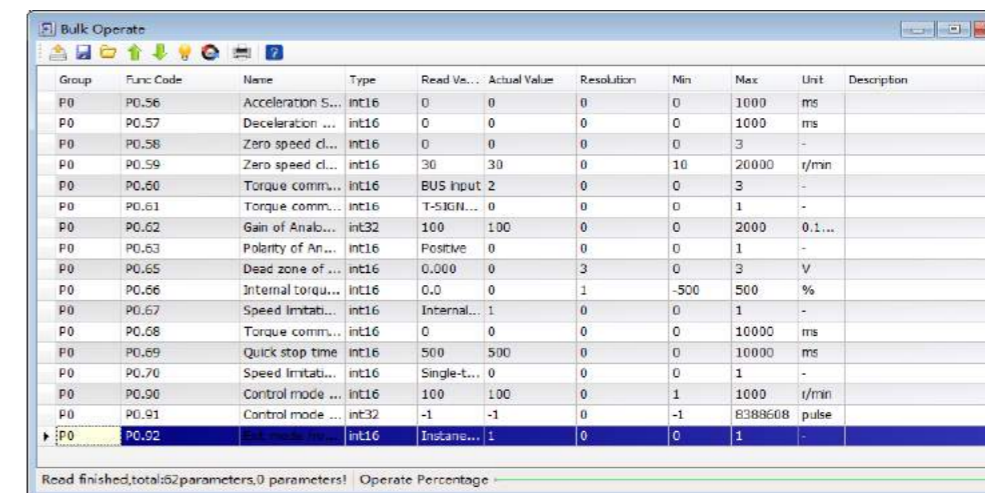 Bulk Operate
Group Func Code Name Type Read Va... Actual Value Resolution Min Max Unit Description
P0 P0.56 Acceleration S... int16 0 0 0 0 1000 ms
P0 P0.57 Deceleration ... int16 0 0 0 0 1000 ms
P0 P0.58 Zero speed cl... int16 0 0 0 0 3 -
P0 P0.59 Zero speed cl... int16 30 30 0 10 20000 r/min
P0 P0.60 Torque comm... int16 BUS input 2 0 0 3 -
P0 P0.61 Torque comm... int16 T-SIGN... 0 0 0 1 -
P0 P0.62 Gain of Analo... int32 100 100 0 0 2000 0.1...
P0 P0.63 Polarity of An... int16 Positive 0 0 0 1 -
P0 P0.65 Dead zone of ... int16 0.000 0 3 0 3 V
P0 P0.66 Internal torqu... int16 0.0 0 1 -500 500 %
P0 P0.67 Speed limitati... int16 Internal... 1 0 0 1 -
P0 P0.68 Torque comm... int16 0 0 0 0 10000 ms
P0 P0.69 Quick stop time int16 500 500 0 0 10000 ms
P0 P0.70 Speed limitati... int16 Single-t... 0 0 0 1 -
P0 P0.90 Control mode ... int16 100 100 0 1 1000 r/min
P0 P0.91 Control mode ... int32 -1 -1 0 -1 8388608 pulse
P0 P0.92 int16 Instane... 1 0 0 1 -
Read finished,total:62parameters,0 parameters! Operate Percentage